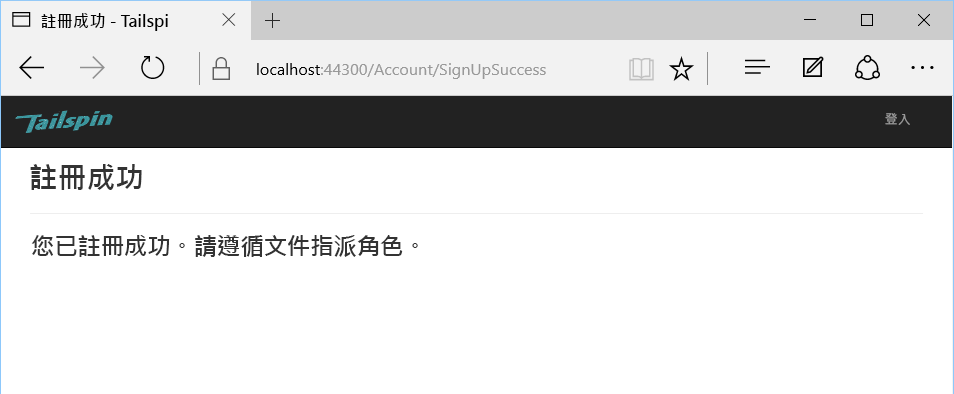 註冊成功 - Tailspi
localhost:44300/Account/SignUpSuccess
Tailspin
登入
註冊成功
您已註冊成功。請遵循文件指派角色。